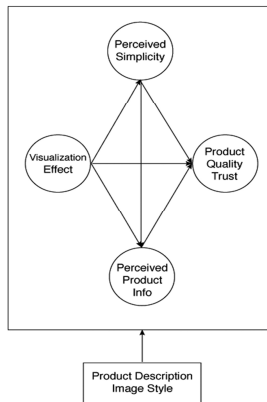 Perceived
Simplicity
Visualization
Effect
Product
Quality
Trust
Perceived
Product
Info
Product Description
Image Style